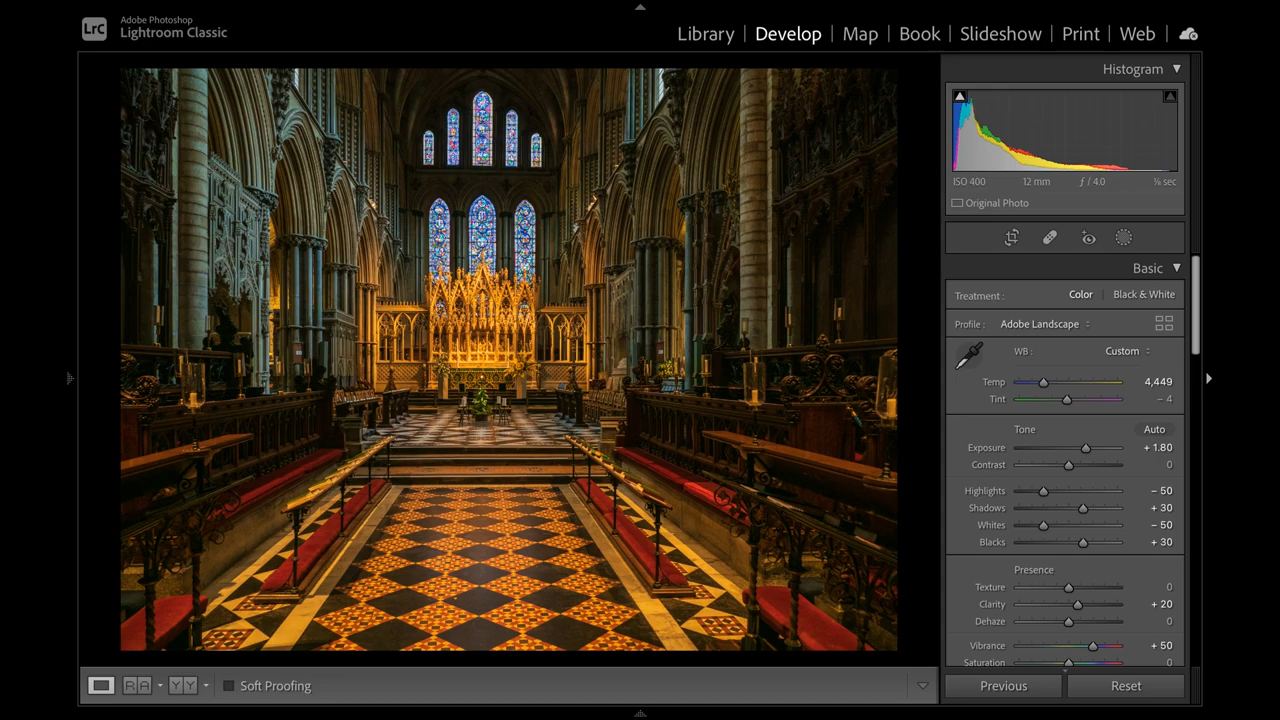 LrC
Adobe Photoshop
Lightroom Classic
Library | Develop | Map | Book | Slideshow | Print | Web |
Histogram
ISO 400 12 mm ƒ / 4.0 ⅙ sec
Original Photo
Basic
Treatment : Color | Black & White
Profile : Adobe Landscape
WB : Custom
Temp 4,449
Tint – 4
Tone Auto
Exposure + 1.80
Contrast 0
Highlights – 50
Shadows + 30
Whites – 50
Blacks + 30
Presence
Texture 0
Clarity + 20
Dehaze 0
Vibrance + 50
Saturation 0
R A Y Y Soft Proofing
Previous Reset